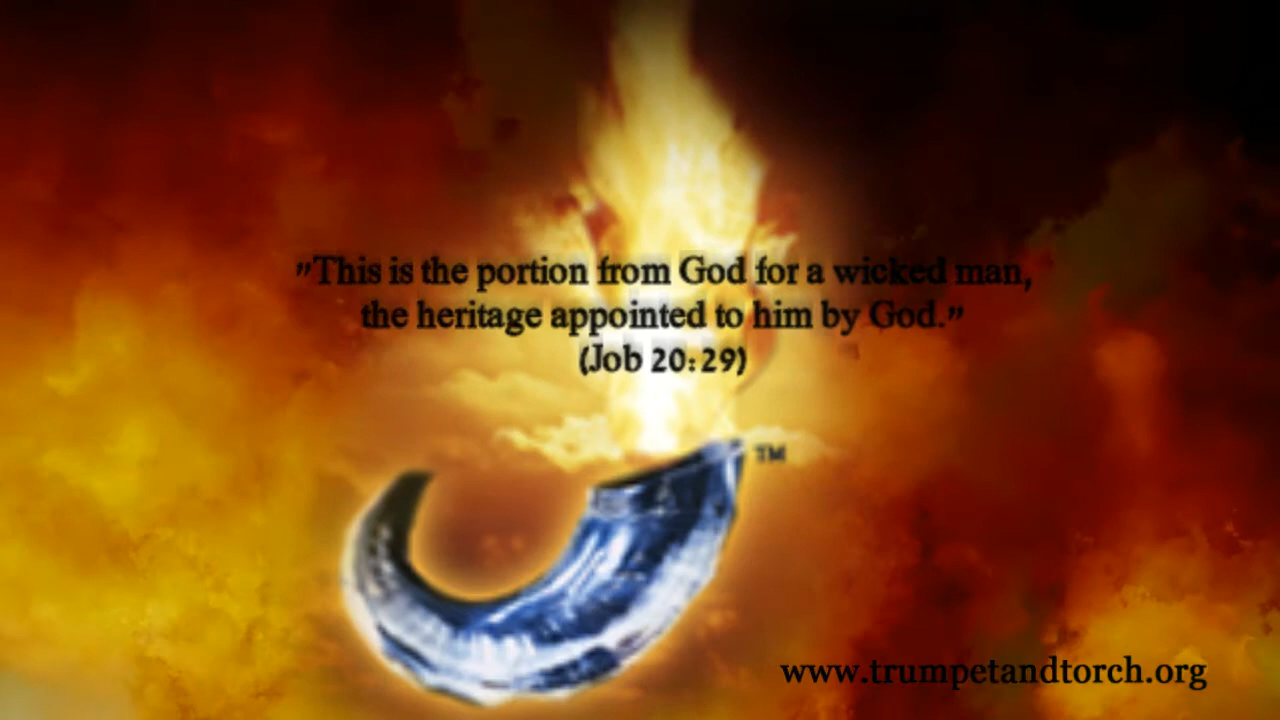 "This is the portion from God for a wicked man,
the heritage appointed to him by God."
(Job 20:29)
TM
www.trumpetandtorch.org